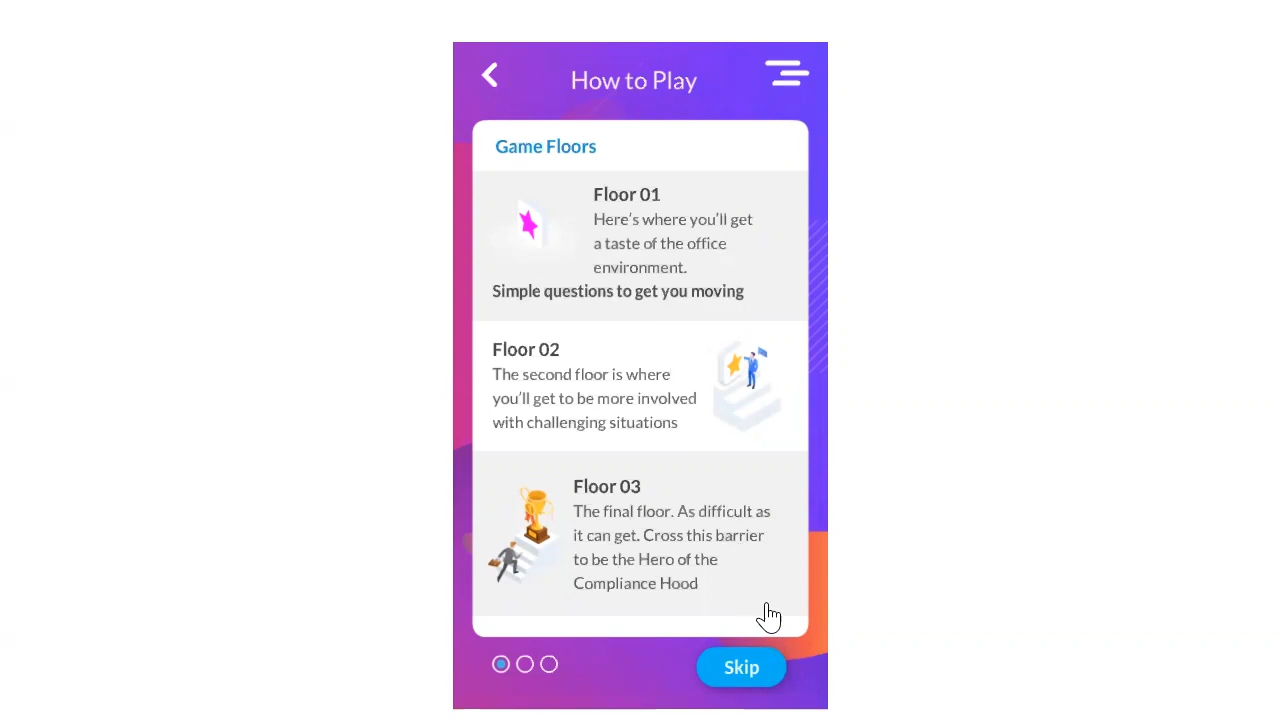 How to Play
Game Floors
Floor 01
Here's where you'll get
a taste of the office
environment.
Simple questions to get you moving
Floor 02
The second floor is where
you'll get to be more involved
with challenging situations
Floor 03
The final floor. As difficult as
it can get. Cross this barrier
to be the Hero of the
Compliance Hood
Skip